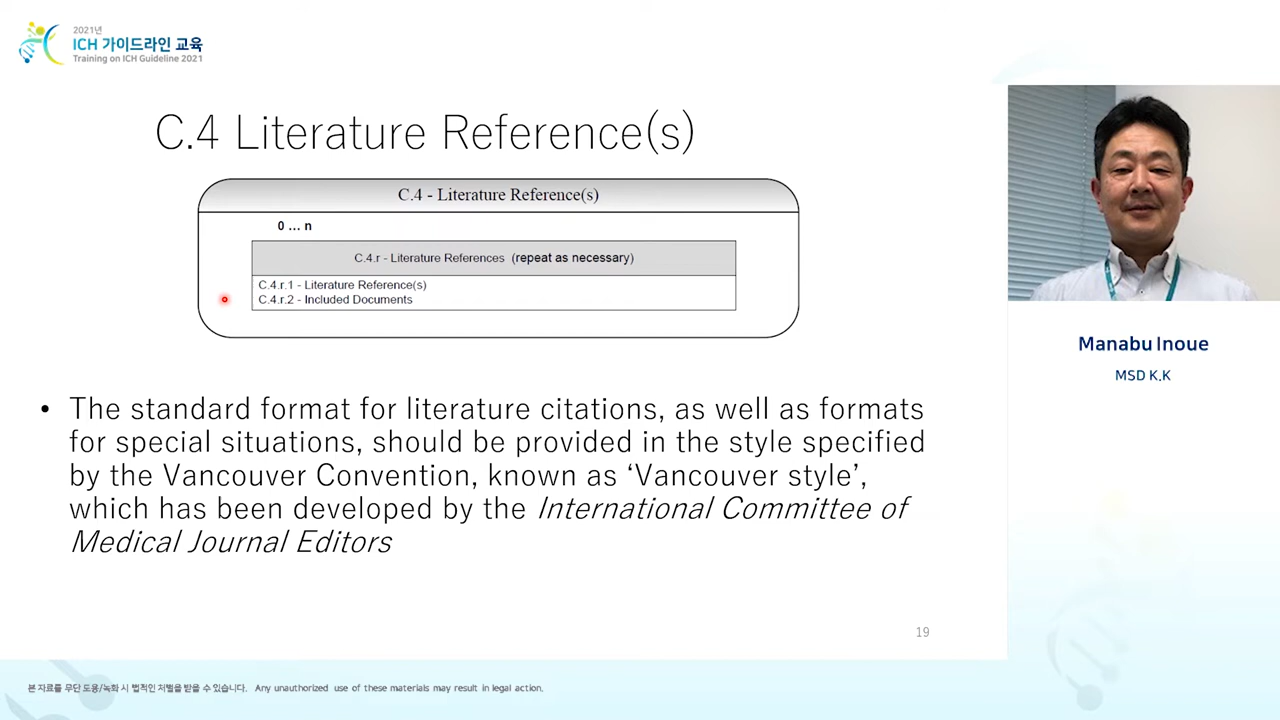 2021년
ICH 가이드라인 교육
Training on ICH Guideline 2021
C.4 Literature Reference(s)
C.4 - Literature Reference(s)
0 ... n
C.4.r - Literature References (repeat as necessary)
C.4.r.1 - Literature Reference(s)
C.4.r.2 - Included Documents
• The standard format for literature citations, as well as formats
for special situations, should be provided in the style specified
by the Vancouver Convention, known as ‘Vancouver style’,
which has been developed by the International Committee of
Medical Journal Editors
19
Manabu Inoue
MSD K.K
본 자료를 무단 도용/녹화 시 법적인 처벌을 받을 수 있습니다. Any unauthorized use of these materials may result in legal action.